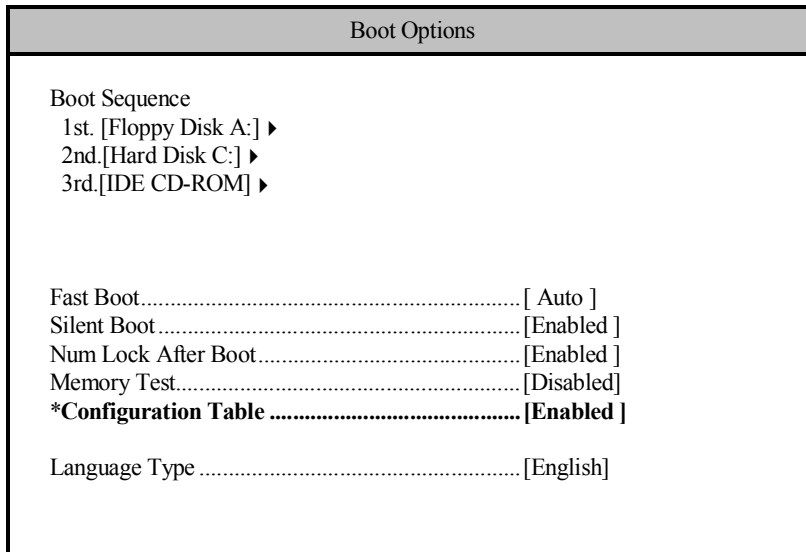 Boot Options
Boot Sequence
1st. [Floppy Disk A:]
2nd.[Hard Disk C:]
3rd.[IDE CD-ROM]
Fast Boot.................................................................[ Auto ]
Silent Boot..............................................................[Enabled ]
Num Lock After Boot.............................................[Enabled ]
Memory Test...........................................................[Disabled]
*Configuration Table ...........................................[Enabled ]
Language Type .......................................................[English]